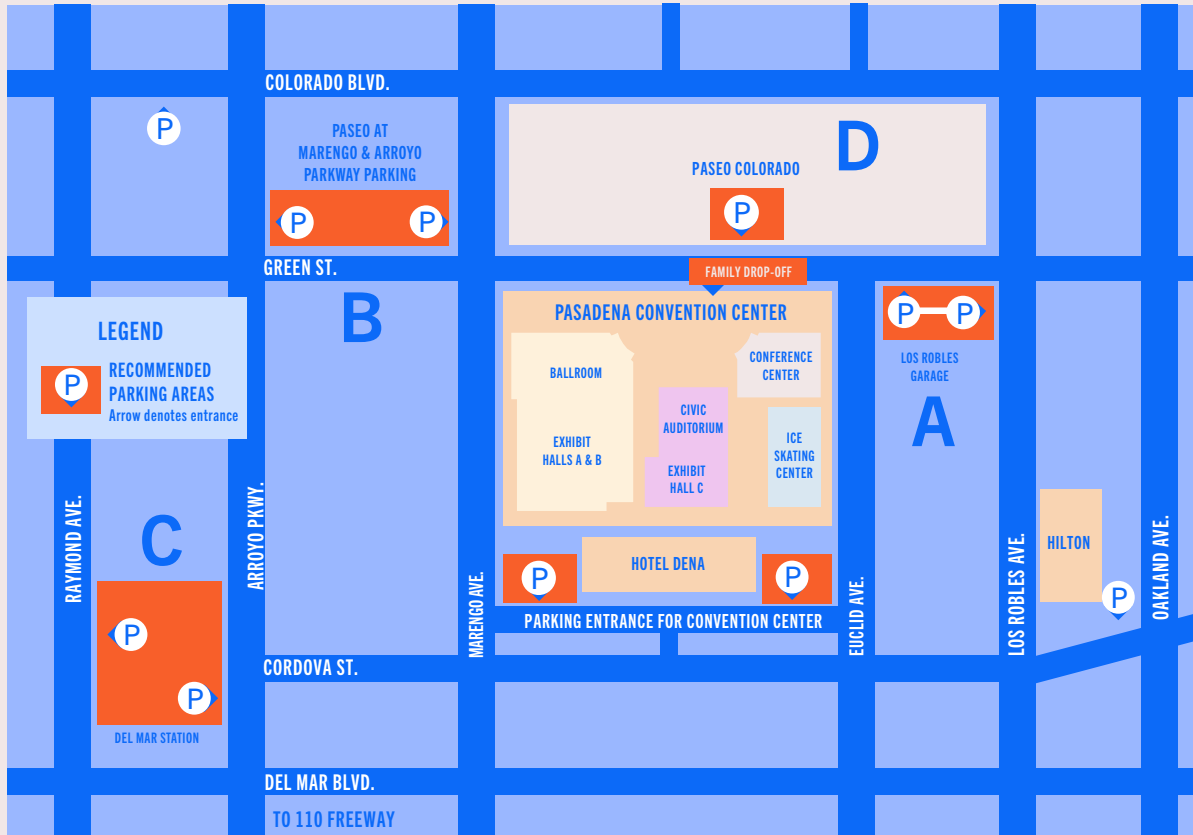 COLORADO BLVD.
P
PASEO AT
MARENGO & ARROYO
PARKWAY PARKING
P
P
D
PASEO COLORADO
P
GREEN ST.
FAMILY DROP-OFF
LEGEND
P
RECOMMENDED
PARKING AREAS
Arrow denotes entrance
B
PASADENA CONVENTION CENTER
BALLROOM
CONFERENCE
CENTER
CIVIC
AUDITORIUM
EXHIBIT
HALLS A & B
EXHIBIT
HALL C
ICE
SKATING
CENTER
P
P
LOS ROBLES
GARAGE
A
RAYMOND AVE.
C
ARROYO PKWY.
P
P
DEL MAR STATION
MARENGO AVE.
P
HOTEL DENA
P
PARKING ENTRANCE FOR CONVENTION CENTER
EUCLID AVE.
LOS ROBLES AVE.
HILTON
P
OAKLAND AVE.
CORDOVA ST.
DEL MAR BLVD.
TO 110 FREEWAY